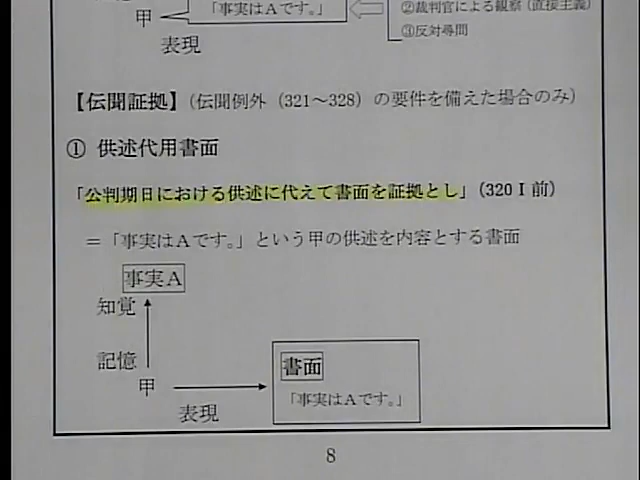 甲
「事実はAです。」
②裁判官による観察(直接主義)
③反対尋問
表現
【伝聞証拠】(伝聞例外(321~328)の要件を備えた場合のみ)
① 供述代用書面
「公判期日における供述に代えて書面を証拠とし」(320Ⅰ前)
=「事実はAです。」という甲の供述を内容とする書面
事実A
知覚
記憶
甲
表現
書面
「事実はAです。」
8